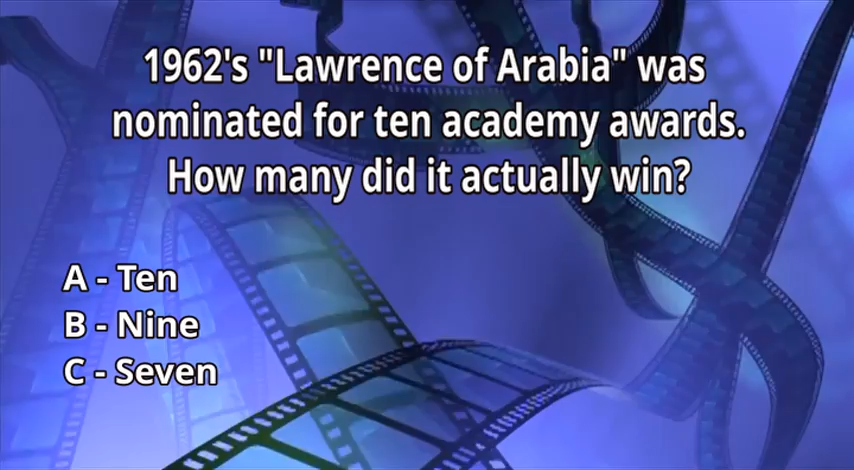 1962's "Lawrence of Arabia" was
nominated for ten academy awards.
How many did it actually win?
A - Ten
B - Nine
C - Seven